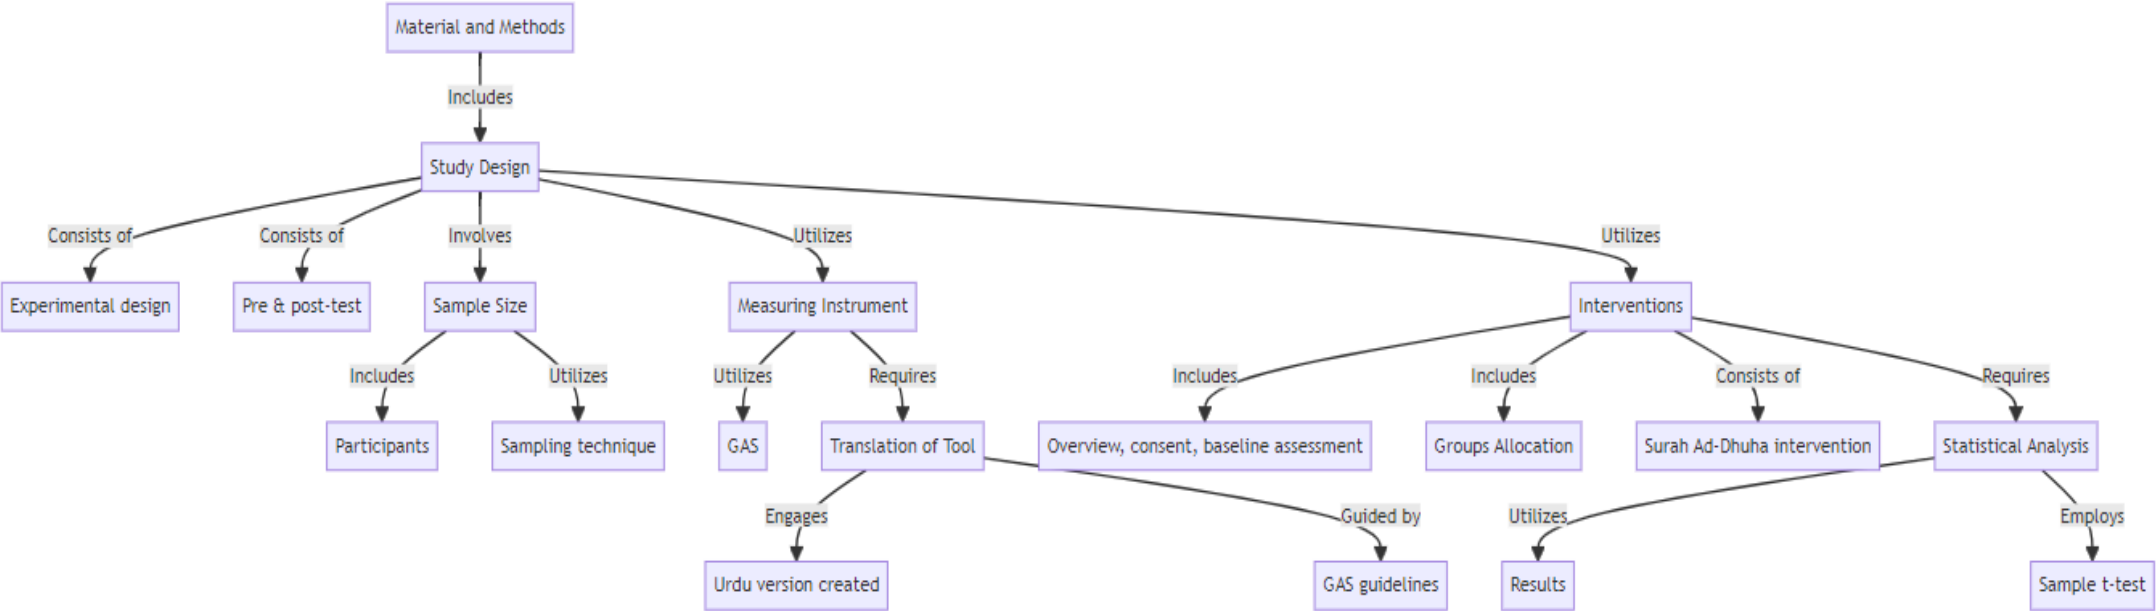 Material and Methods
Includes
Study Design
Consists of
Consists of
Involves
Utilizes
Utilizes
Experimental design
Pre & post-test
Sample Size
Measuring Instrument
Interventions
Includes
Utilizes
Utilizes
Requires
Includes
Includes
Consists of
Requires
Participants
Sampling technique
GAS
Translation of Tool
Overview, consent, baseline assessment
Groups Allocation
Surah Ad-Dhuha intervention
Statistical Analysis
Engages
Guided by
Utilizes
Employs
Urdu version created
GAS guidelines
Results
Sample t-test